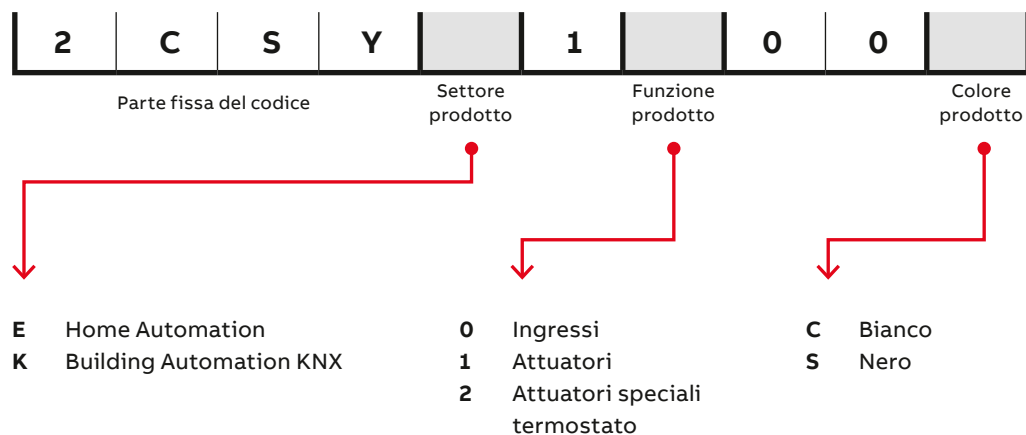 2 C S Y 1 0 0
Parte fissa del codice
Settore
prodotto
Funzione
prodotto
Colore
prodotto
E Home Automation
K Building Automation KNX
0 Ingressi
1 Attuatori
2 Attuatori speciali
termostato
C Bianco
S Nero